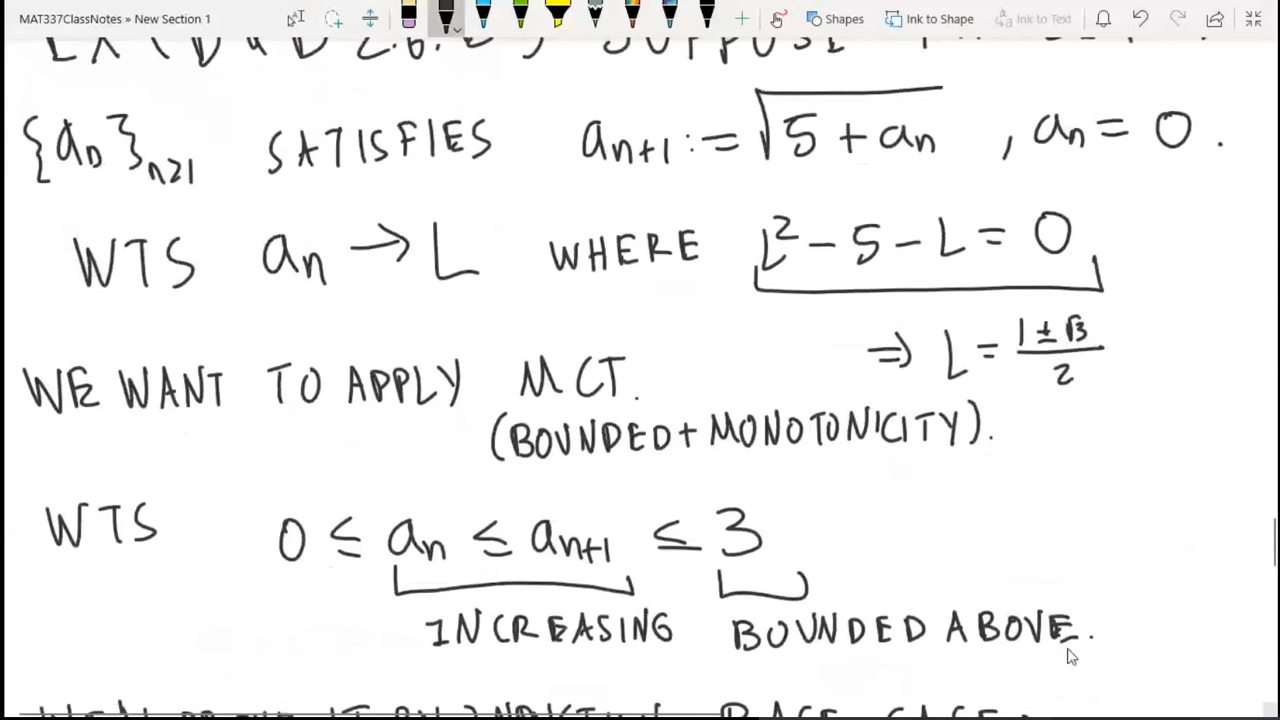 MAT337ClassNotes » New Section 1
Shapes Ink to Shape Ink to Text
SUPPOSE
{an}n≥1 SATISFIES an+1 := √5 + an , an = 0 .
WTS an → L WHERE L² - 5 - L = 0
⇒ L = 1 ± √3 / 2
WE WANT TO APPLY MCT.
(BOUNDED + MONOTONICITY).
WTS 0 ≤ an ≤ an+1 ≤ 3
INCREASING BOUNDED ABOVE.